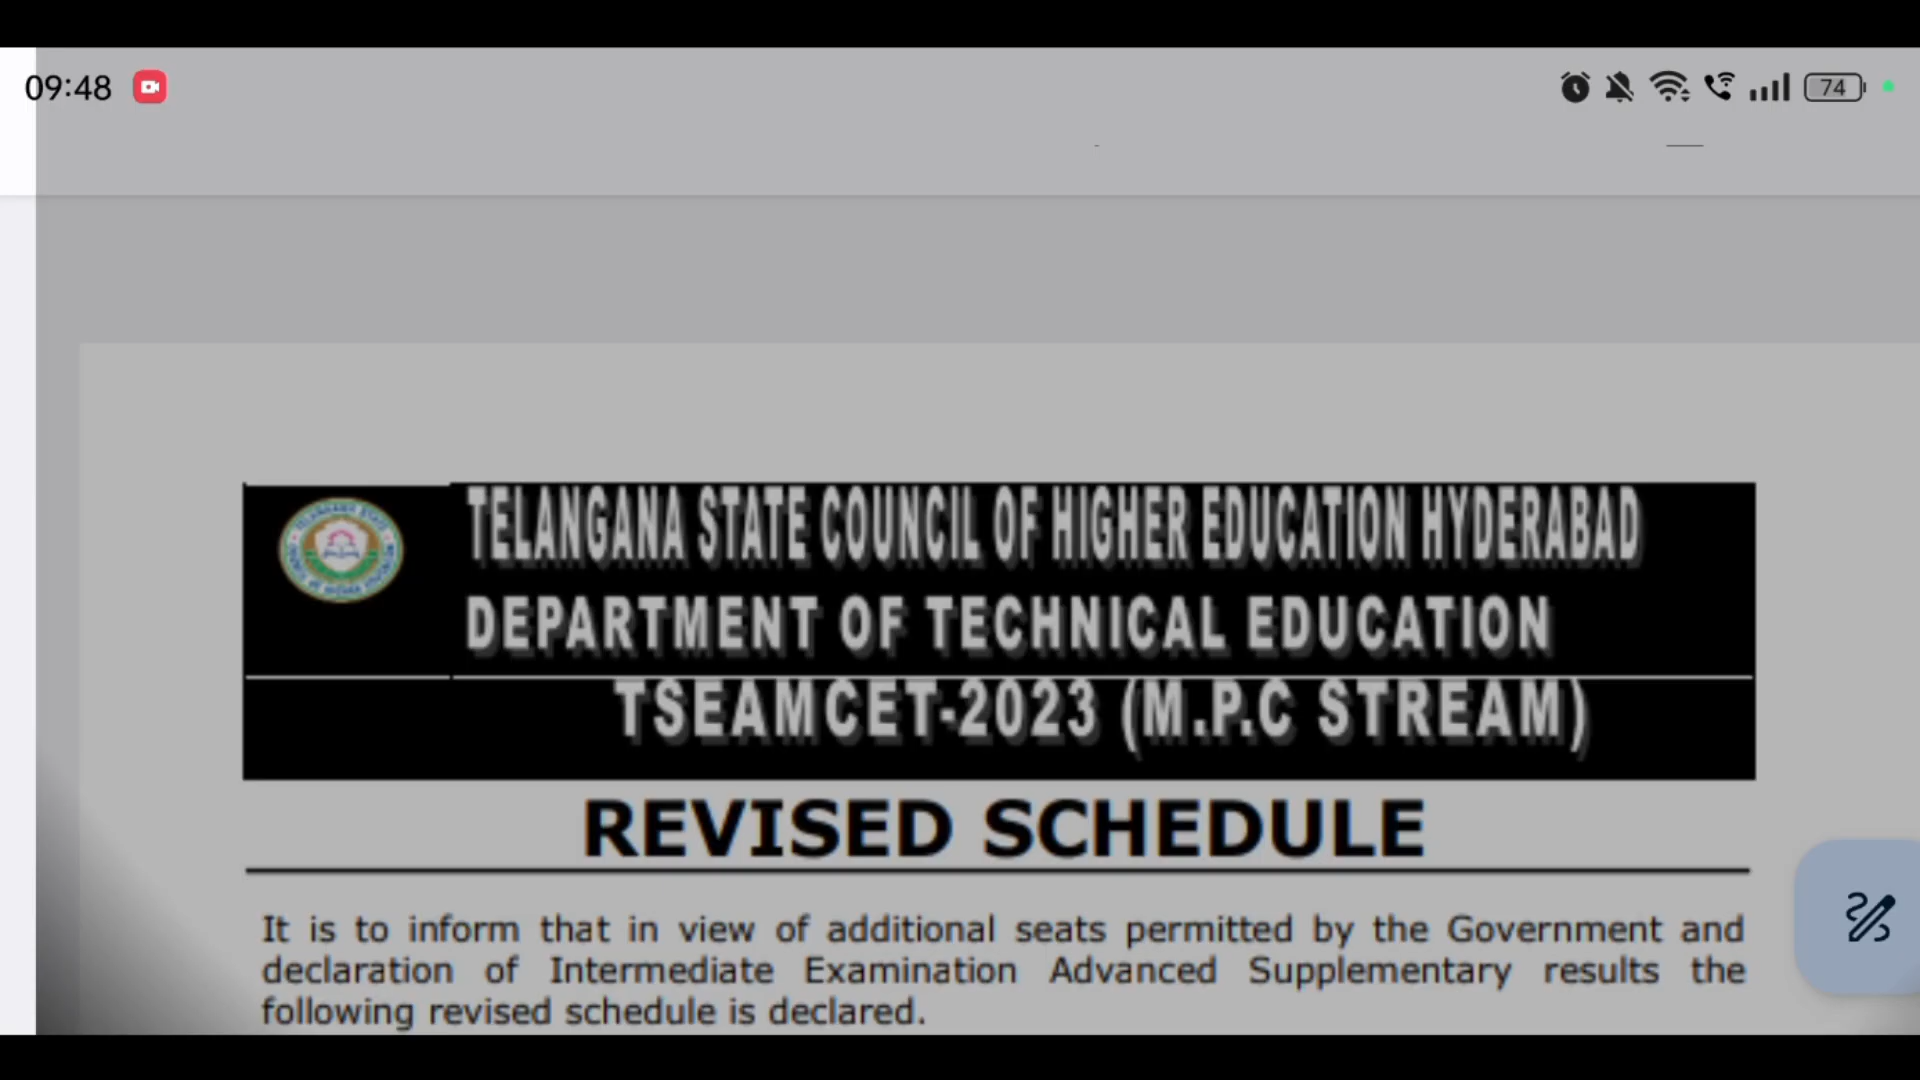 09:48
74
TELANGANA STATE COUNCIL OF HIGHER EDUCATION HYDERABAD
DEPARTMENT OF TECHNICAL EDUCATION
TSEAMCET-2023 (M.P.C STREAM)
REVISED SCHEDULE
It is to inform that in view of additional seats permitted by the Government and
declaration of Intermediate Examination Advanced Supplementary results the
following revised schedule is declared.